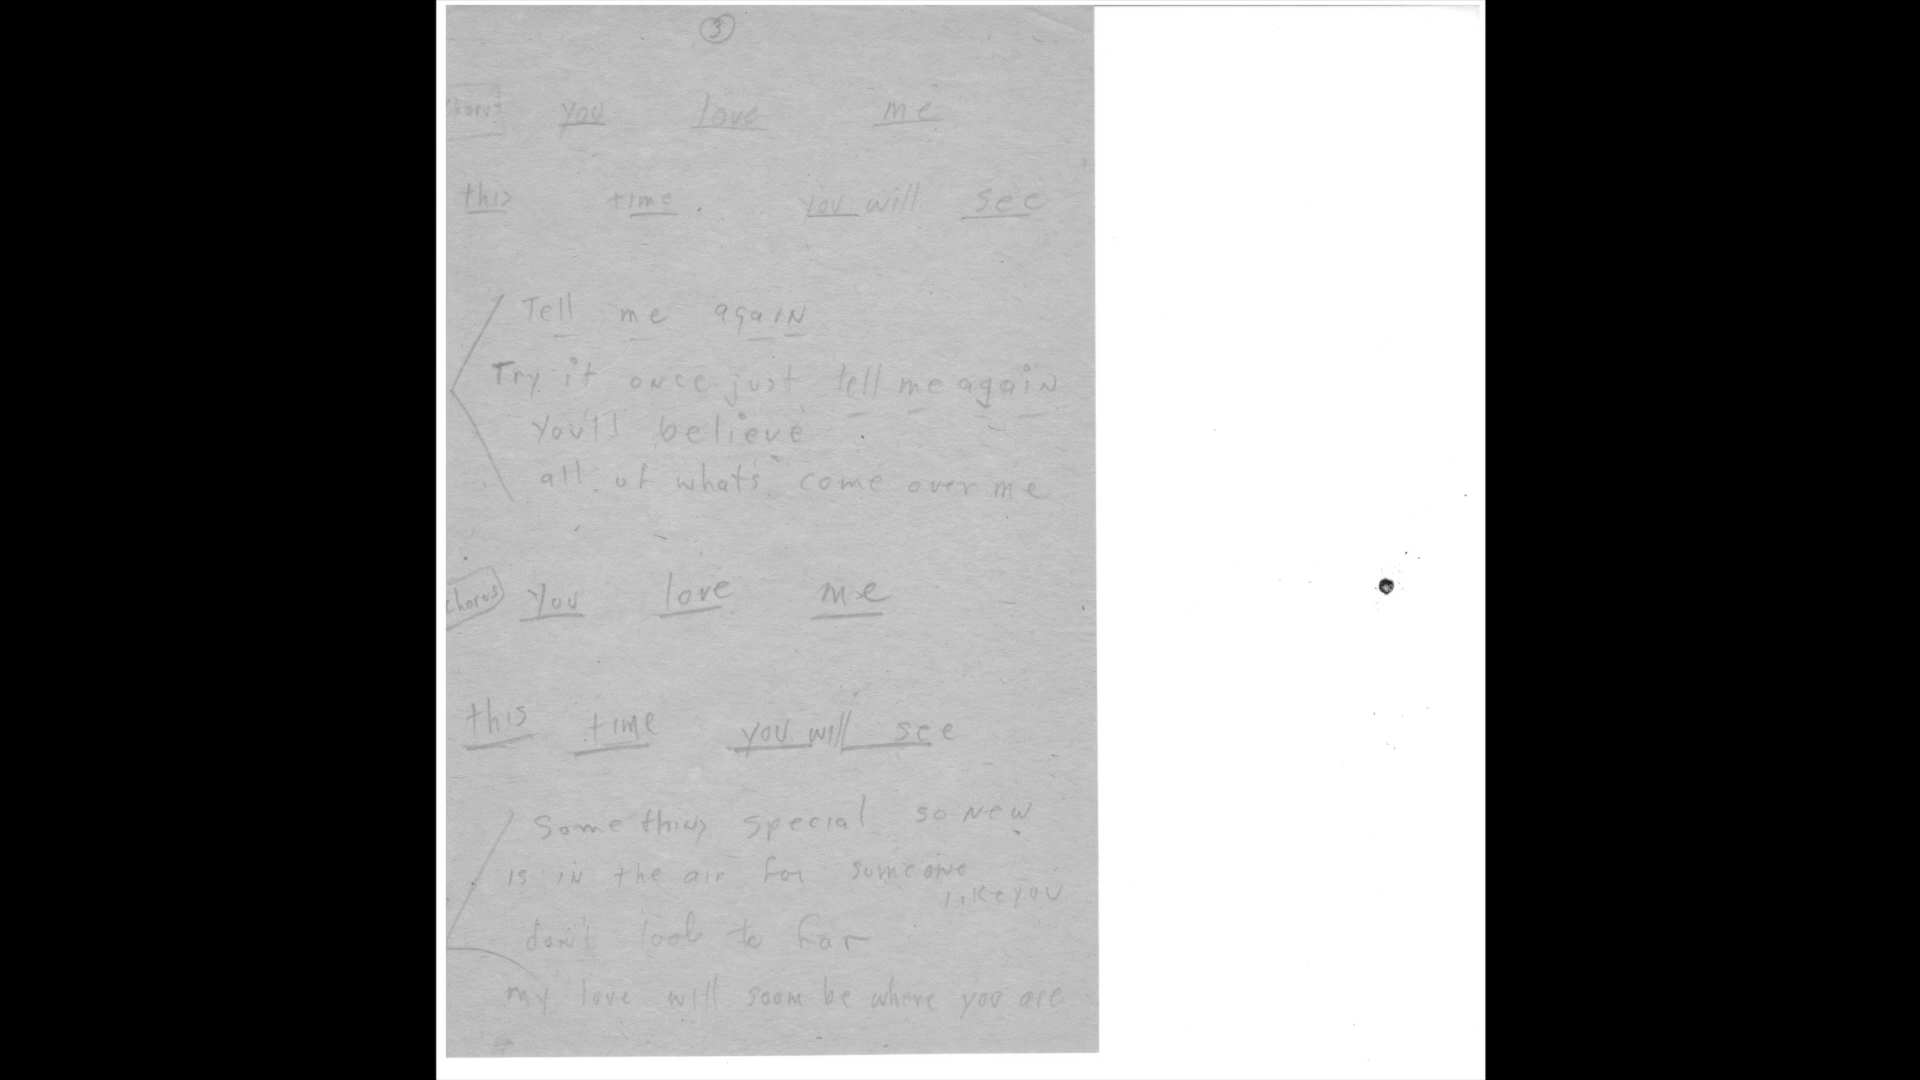 3
chorus you love me
this time. you will see
Tell me again
Try it once just tell me again
you'll believe
all of whats come over me
chorus you love me
this time you will see
Something special so new
is in the air for someone
like you
don't look to far
my love will soon be where you are